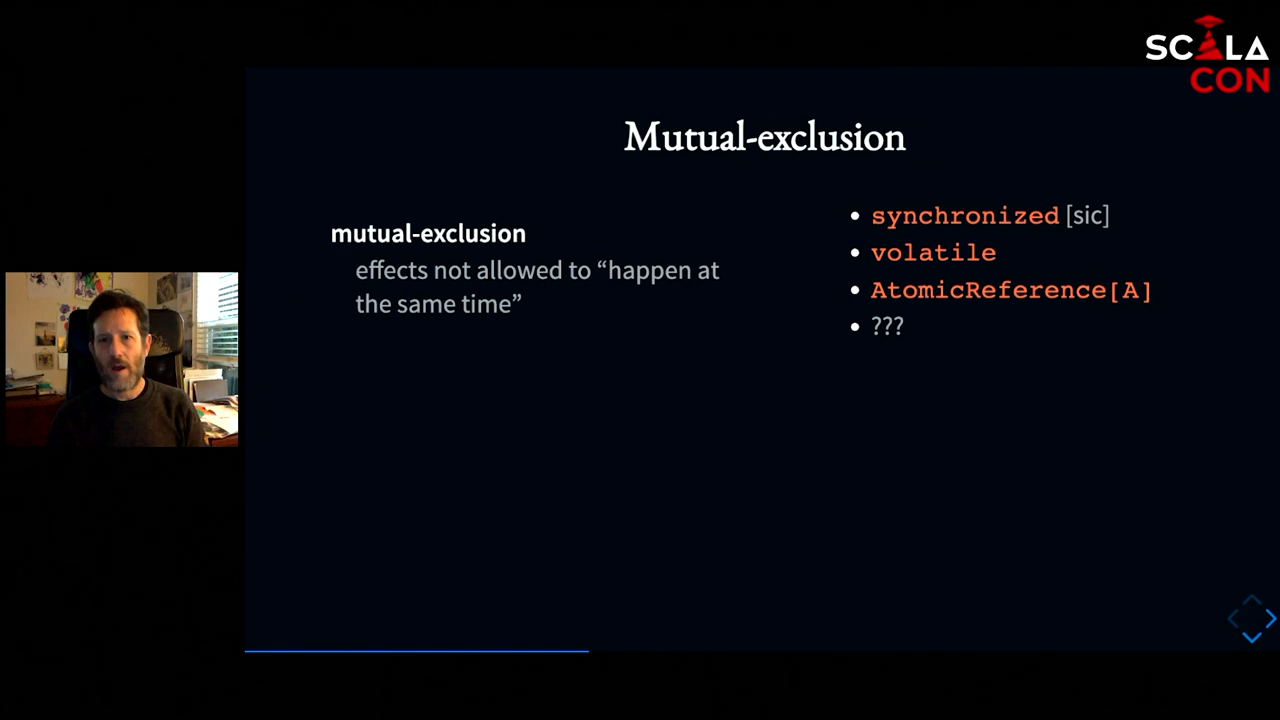 SCALA
CON
Mutual-exclusion
mutual-exclusion
effects not allowed to “happen at
the same time”
synchronized [sic]
volatile
AtomicReference[A]
???